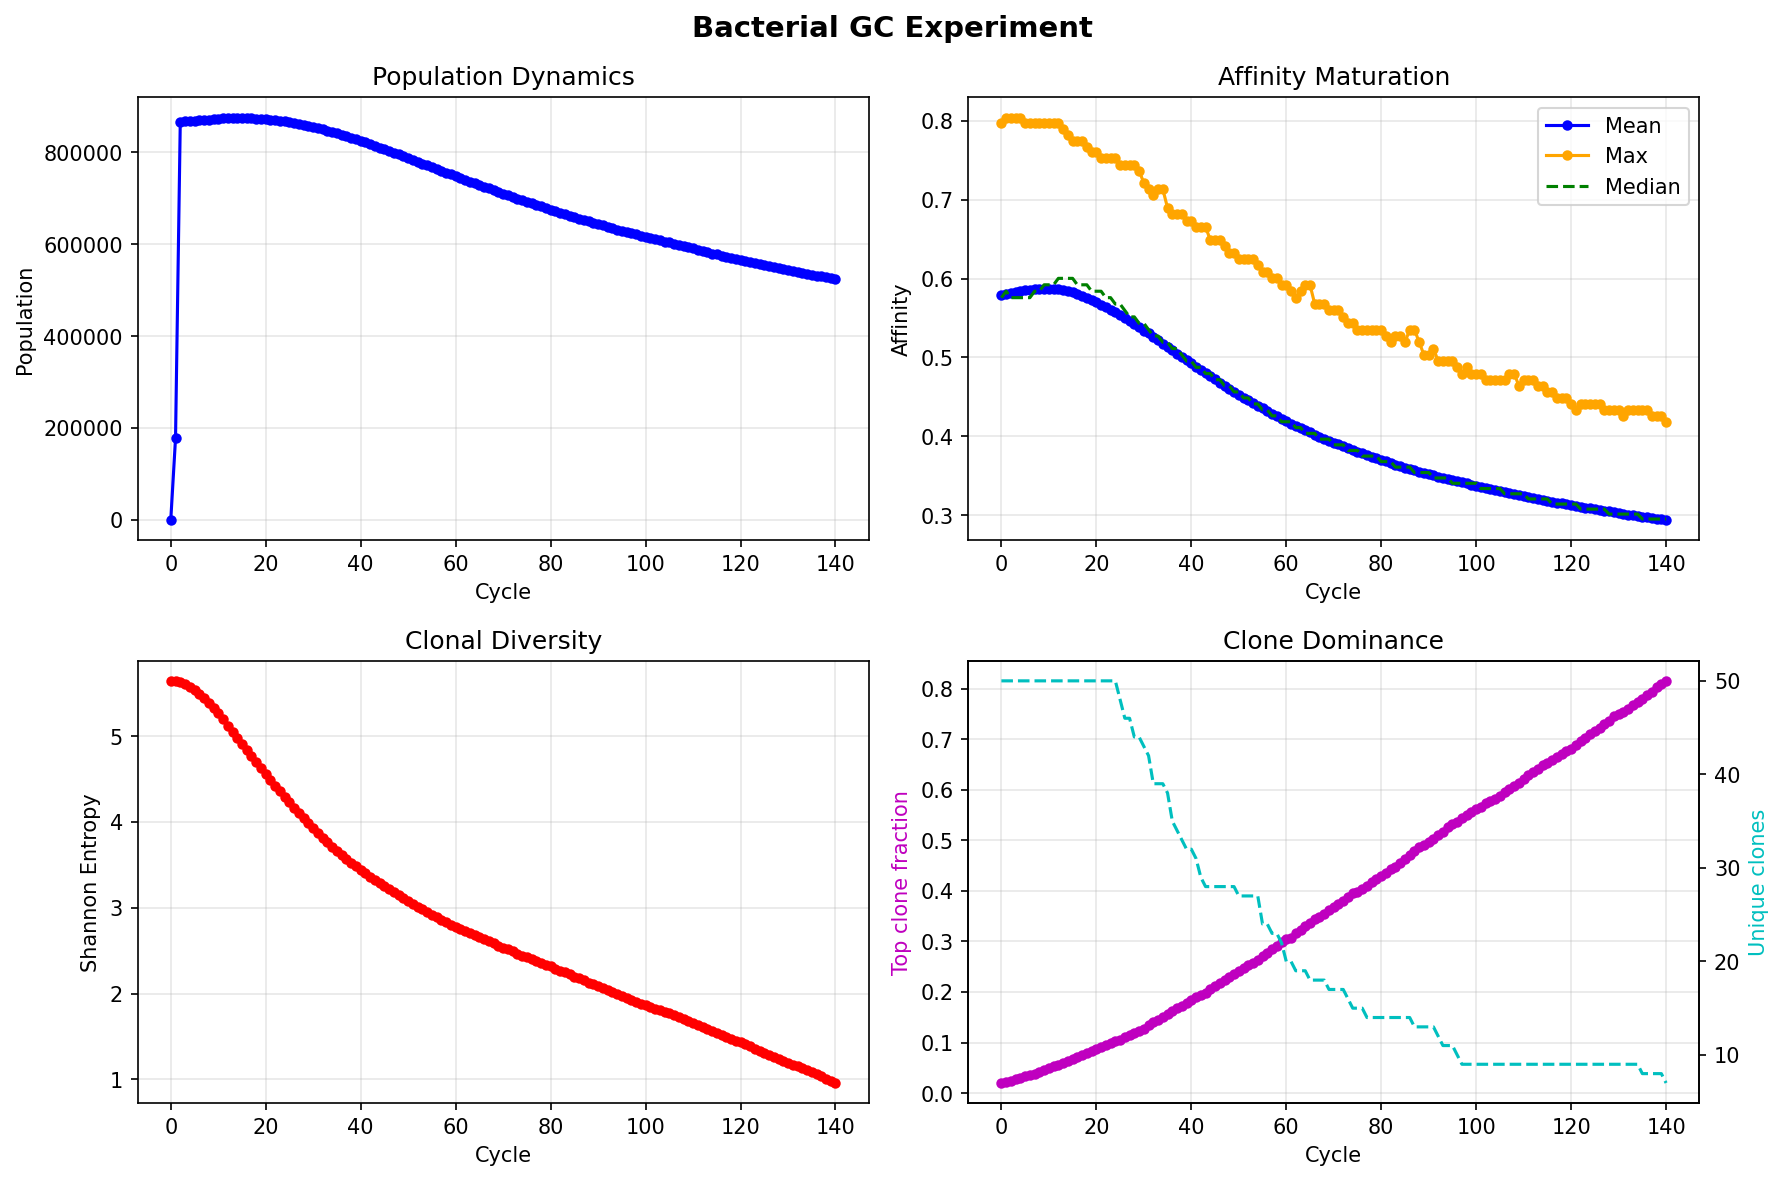 Bacterial GC Experiment
Population Dynamics
Population
800000
600000
400000
200000
0
0 20 40 60 80 100 120 140
Cycle
Affinity Maturation
Affinity
0.8
0.7
0.6
0.5
0.4
0.3
Mean
Max
Median
0 20 40 60 80 100 120 140
Cycle
Clonal Diversity
Shannon Entropy
5
4
3
2
1
0 20 40 60 80 100 120 140
Cycle
Clone Dominance
Top clone fraction
0.8
0.7
0.6
0.5
0.4
0.3
0.2
0.1
0.0
50
40
30
20
10
Unique clones
0 20 40 60 80 100 120 140
Cycle